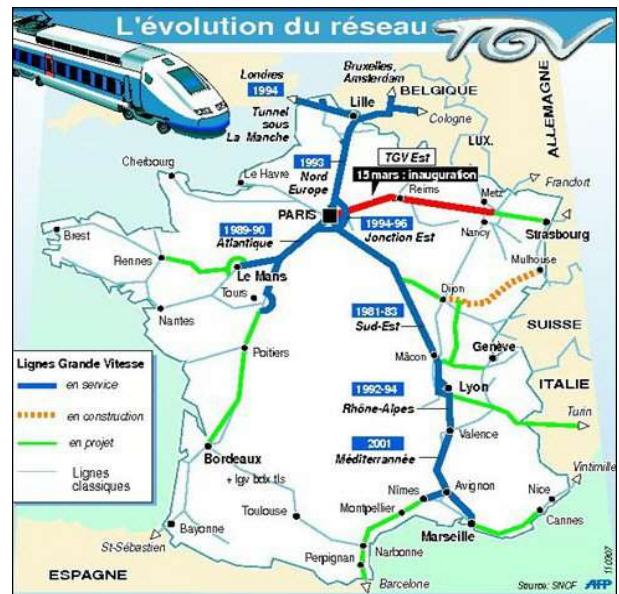 L'évolution du réseau TGV
Londres
1994
Tunnel
sous
La Manche
Bruxelles,
Amsterdam
BELGIQUE
Lille
Cologne
ALLEMAGNE
LUX.
Cherbourg
Le Havre
1993
Nord
Europe
TGV Est
15 mars : inauguration
Reims
Metz
Francfort
PARIS
1994-96
Jonction Est
Nancy
Strasbourg
1989-90
Atlantique
Brest
Rennes
Le Mans
Mulhouse
Tours
Dijon
Nantes
1981-83
Sud-Est
SUISSE
Genève
Poitiers
Mâcon
Lignes Grande Vitesse
en service
en construction
en projet
Lignes
classiques
Lyon
ITALIE
1992-94
Rhône-Alpes
Turin
2001
Méditerrannée
Valence
Bordeaux
+ lgv bdx tls
Vintimille
Nîmes
Avignon
Nice
Toulouse
Montpellier
Cannes
Bayonne
Marseille
St-Sébastien
Narbonne
Perpignan
ESPAGNE
Barcelone
Source: SNCF
AFP
110307